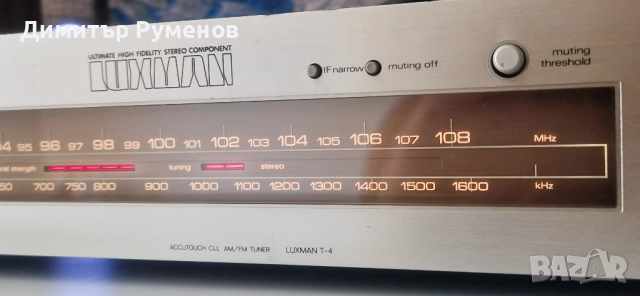 Димитър Руменов
ULTIMATE HIGH FIDELITY STEREO COMPONENT
LUXMAN
IF narrow
muting off
muting threshold
95 96 97 98 99 100 101 102 103 104 105 106 107 108 MHz
strength tuning stereo
700 750 800 900 1000 1100 1200 1300 1400 1500 1600 kHz
ACCUTOUCH CLL AM/FM TUNER LUXMAN T-4
BAZAR